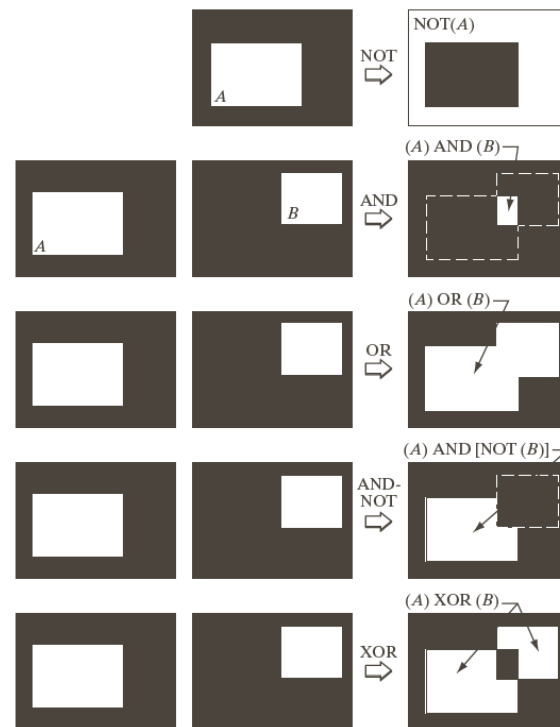 NOT
NOT(A)
A
(A) AND (B)
A
B
AND
(A) OR (B)
OR
(A) AND [NOT (B)]
AND-
NOT
(A) XOR (B)
XOR